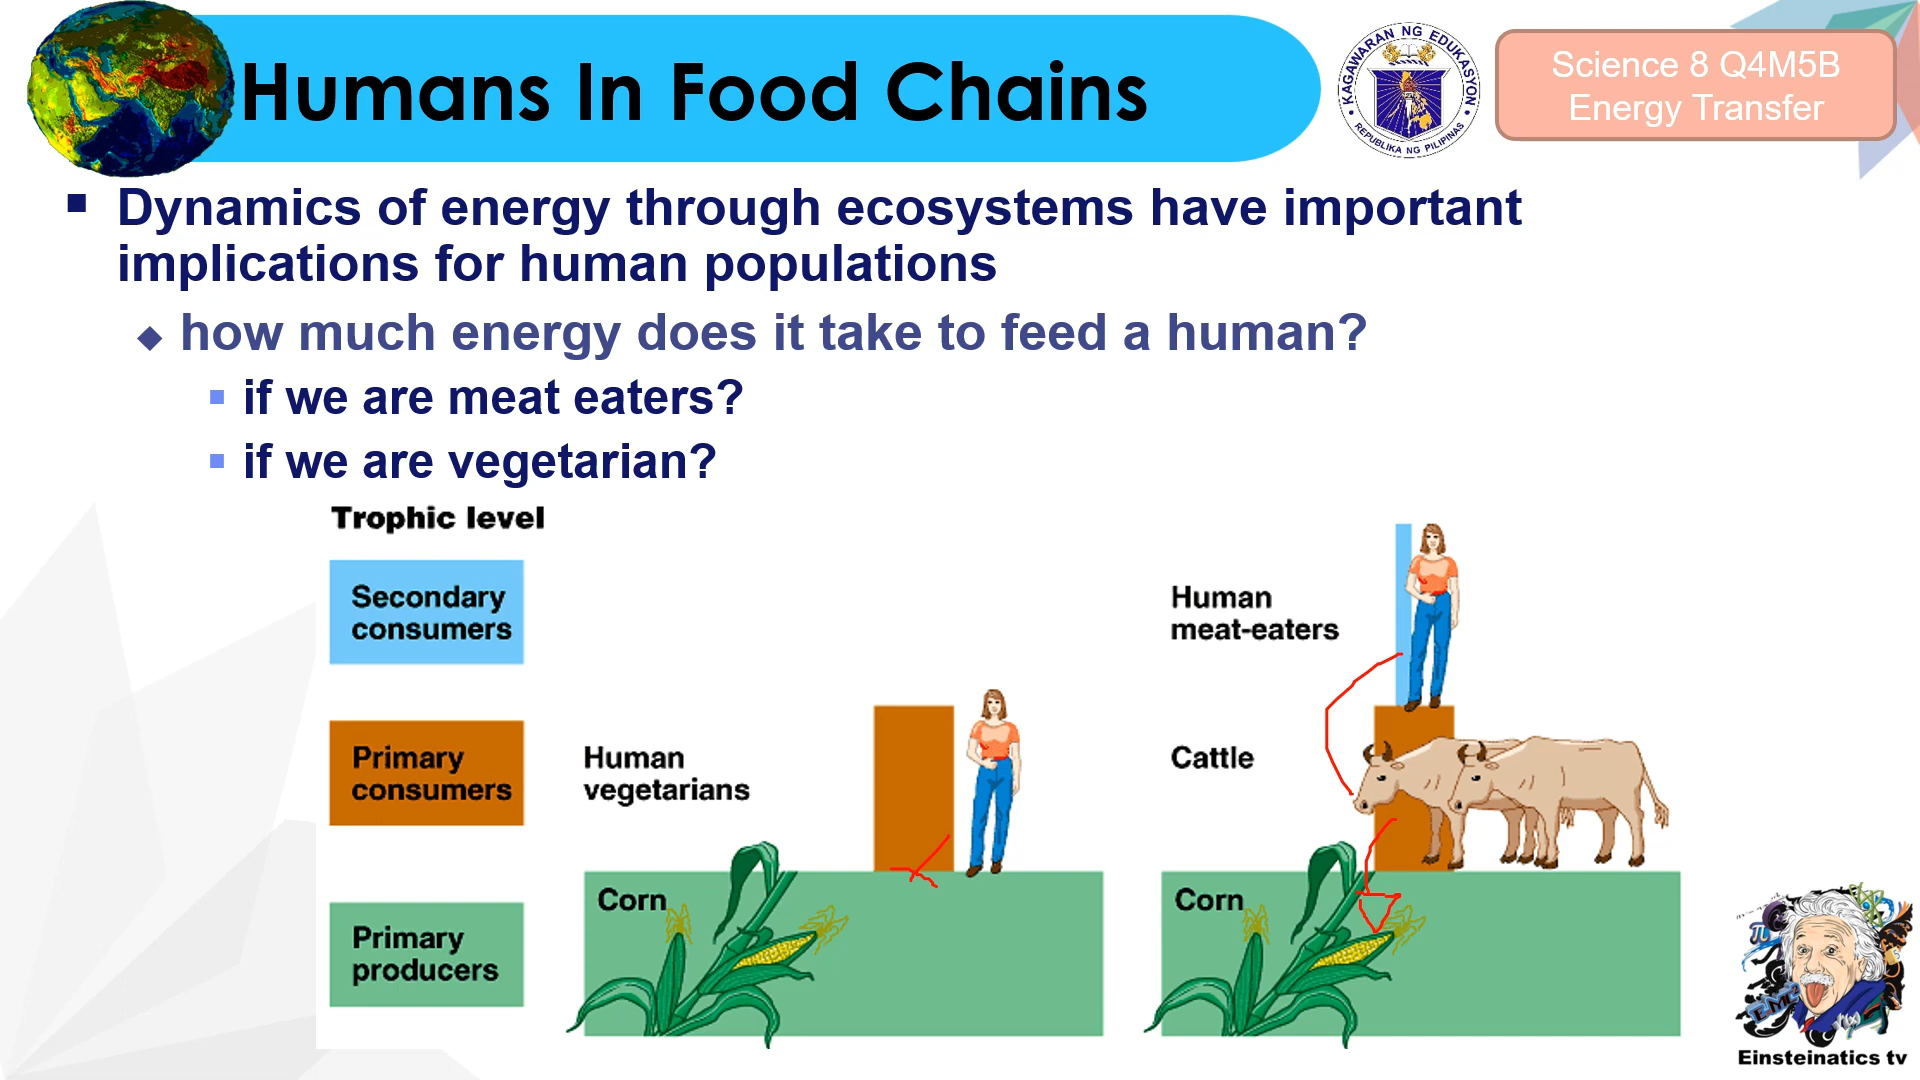 Humans In Food Chains
KAGAWARAN NG EDUKASYON
REPUBLIKA NG PILIPINAS
Science 8 Q4M5B
Energy Transfer
Dynamics of energy through ecosystems have important
implications for human populations
how much energy does it take to feed a human?
if we are meat eaters?
if we are vegetarian?
Trophic level
Secondary
consumers
Human
meat-eaters
Primary
consumers
Human
vegetarians
Cattle
Primary
producers
Corn
Corn
π
Einsteinatics tv